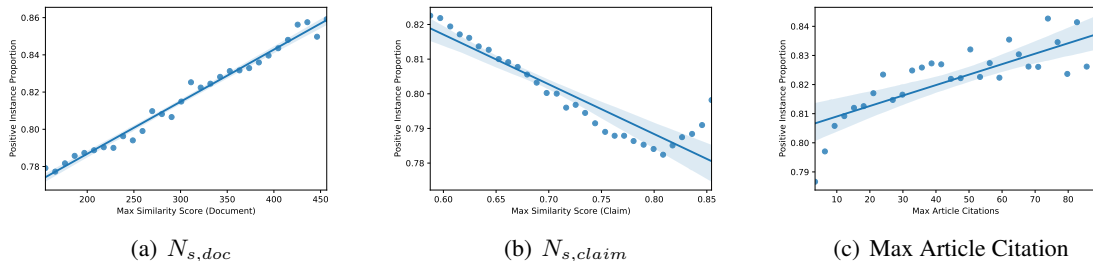 Positive Instance Proportion
0.86
0.84
0.82
0.80
0.78
200 250 300 350 400 450
Max Similarity Score (Document)
(a) N_{s,doc}
Positive Instance Proportion
0.82
0.81
0.80
0.79
0.78
0.60 0.65 0.70 0.75 0.80 0.85
Max Similarity Score (Claim)
(b) N_{s,claim}
Positive Instance Proportion
0.84
0.83
0.82
0.81
0.80
0.79
10 20 30 40 50 60 70 80
Max Article Citations
(c) Max Article Citation